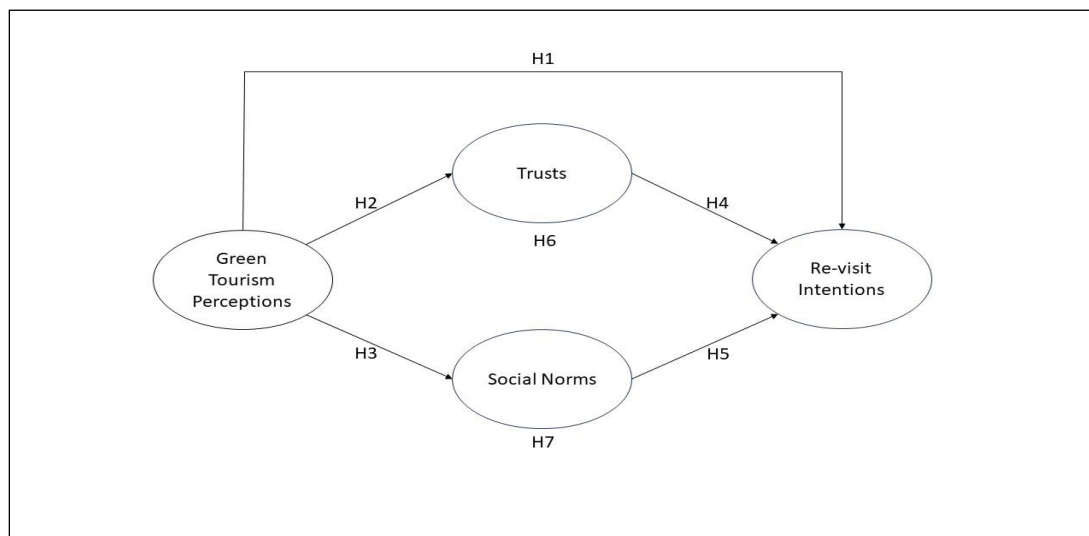 H1
Trusts
H2
H4
H6
Green
Tourism
Perceptions
Re-visit
Intentions
H3
H5
Social Norms
H7